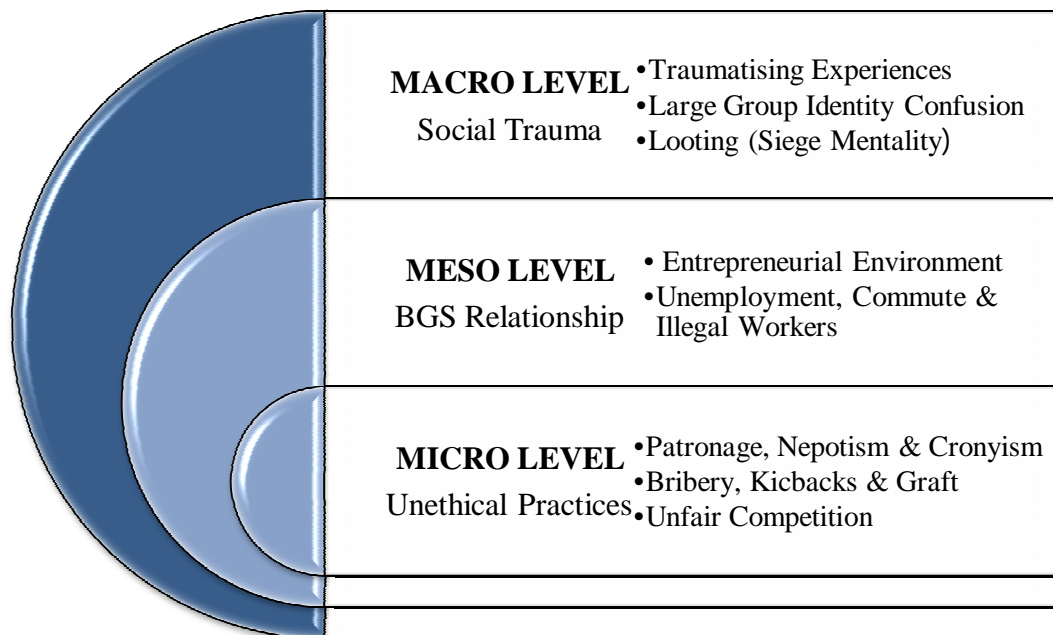 MACRO LEVEL
Social Trauma
•Traumatising Experiences
•Large Group Identity Confusion
•Looting (Siege Mentality)
MESO LEVEL
BGS Relationship
• Entrepreneurial Environment
•Unemployment, Commute &
Illegal Workers
MICRO LEVEL
Unethical Practices
•Patronage, Nepotism & Cronyism
•Bribery, Kicbacks & Graft
•Unfair Competition